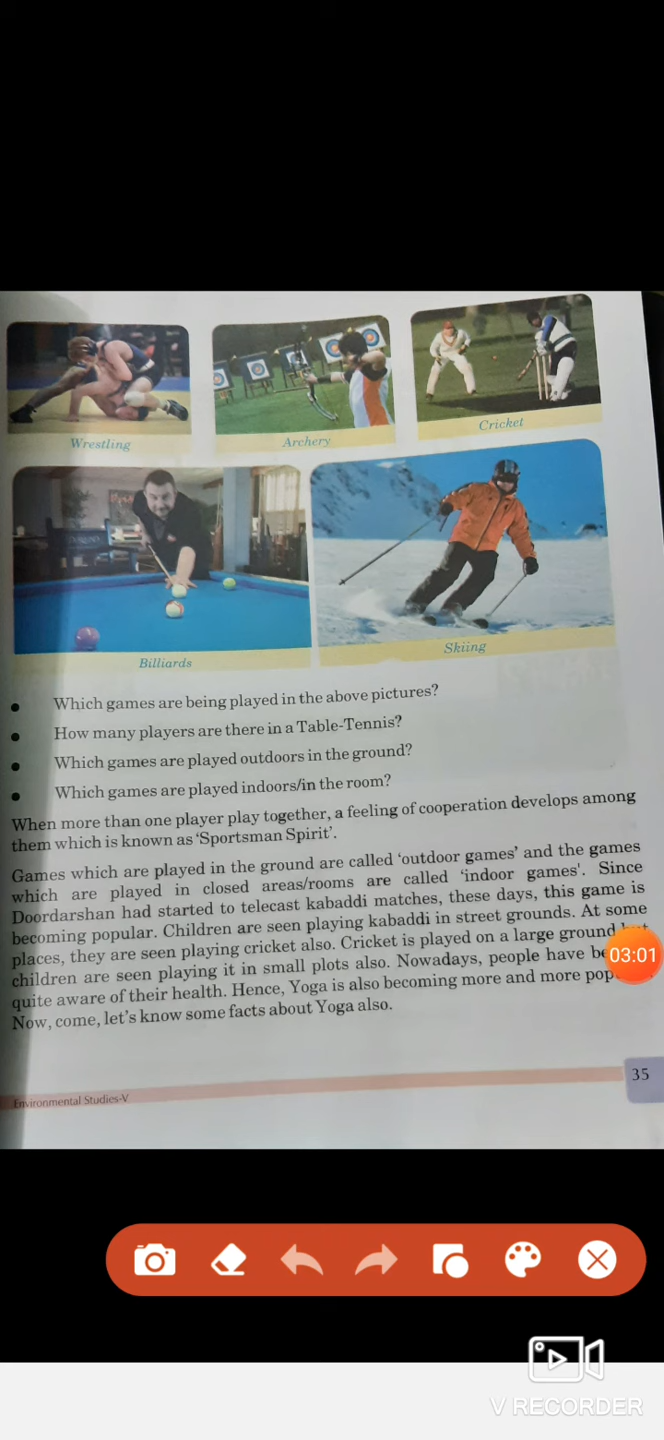 Wrestling
Archery
Cricket
Billiards
Skiing
● Which games are being played in the above pictures?
● How many players are there in a Table-Tennis?
● Which games are played outdoors in the ground?
● Which games are played indoors/in the room?
When more than one player play together, a feeling of cooperation develops among
them which is known as 'Sportsman Spirit'.
Games which are played in the ground are called 'outdoor games' and the games
which are played in closed areas/rooms are called 'indoor games'. Since
Doordarshan had started to telecast kabaddi matches, these days, this game is
becoming popular. Children are seen playing kabaddi in street grounds. At some
places, they are seen playing cricket also. Cricket is played on a large ground
children are seen playing it in small plots also. Nowadays, people have
quite aware of their health. Hence, Yoga is also becoming more and more
Now, come, let's know some facts about Yoga also.
03:01
35
Environmental Studies-V
V RECORDER